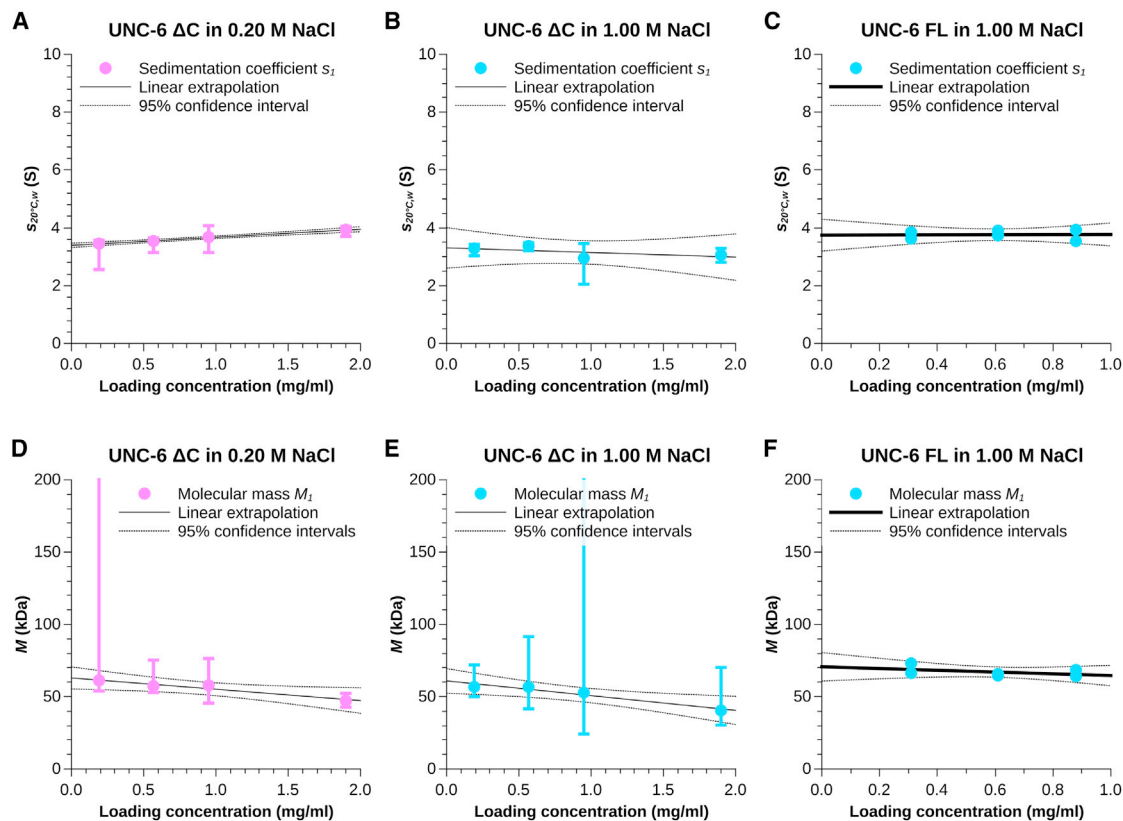 A
UNC-6 ΔC in 0.20 M NaCl
Sedimentation coefficient s1
Linear extrapolation
95% confidence interval
s20°C,w (S)
10
8
6
4
2
0
0.0 0.5 1.0 1.5 2.0
Loading concentration (mg/ml)
B
UNC-6 ΔC in 1.00 M NaCl
Sedimentation coefficient s1
Linear extrapolation
95% confidence interval
s20°C,w (S)
10
8
6
4
2
0
0.0 0.5 1.0 1.5 2.0
Loading concentration (mg/ml)
C
UNC-6 FL in 1.00 M NaCl
Sedimentation coefficient s1
Linear extrapolation
95% confidence interval
s20°C,w (S)
10
8
6
4
2
0
0.0 0.2 0.4 0.6 0.8 1.0
Loading concentration (mg/ml)
D
UNC-6 ΔC in 0.20 M NaCl
Molecular mass M1
Linear extrapolation
95% confidence intervals
M (kDa)
200
150
100
50
0
0.0 0.5 1.0 1.5 2.0
Loading concentration (mg/ml)
E
UNC-6 ΔC in 1.00 M NaCl
Molecular mass M1
Linear extrapolation
95% confidence intervals
M (kDa)
200
150
100
50
0
0.0 0.5 1.0 1.5 2.0
Loading concentration (mg/ml)
F
UNC-6 FL in 1.00 M NaCl
Molecular mass M1
Linear extrapolation
95% confidence intervals
M (kDa)
200
150
100
50
0
0.0 0.2 0.4 0.6 0.8 1.0
Loading concentration (mg/ml)